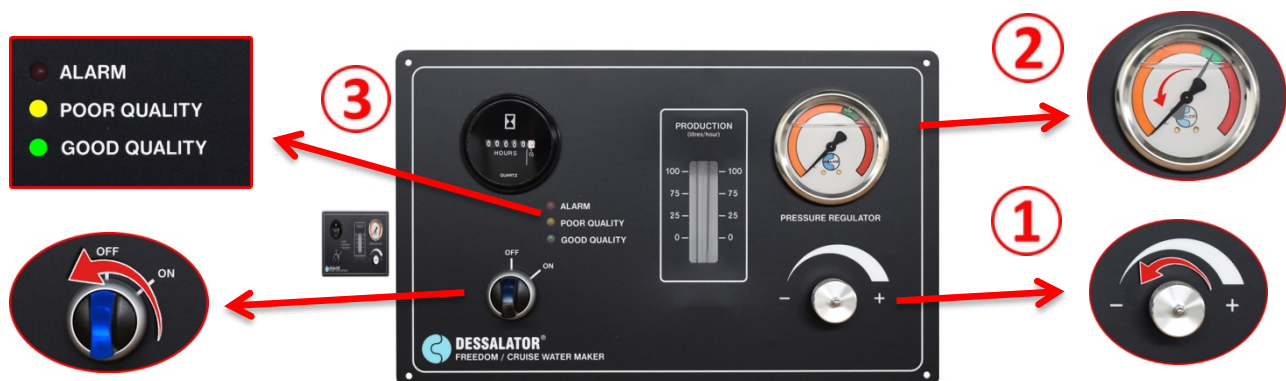 ALARM
POOR QUALITY
GOOD QUALITY
OFF
ON
3
HOURS
QUARTZ
ALARM
POOR QUALITY
GOOD QUALITY
OFF
ON
DESSALATOR®
FREEDOM / CRUISE WATER MAKER
PRODUCTION
(litres/hour)
100 100
75 75
25 25
0 0
PRESSURE REGULATOR
- +
2
1
- +